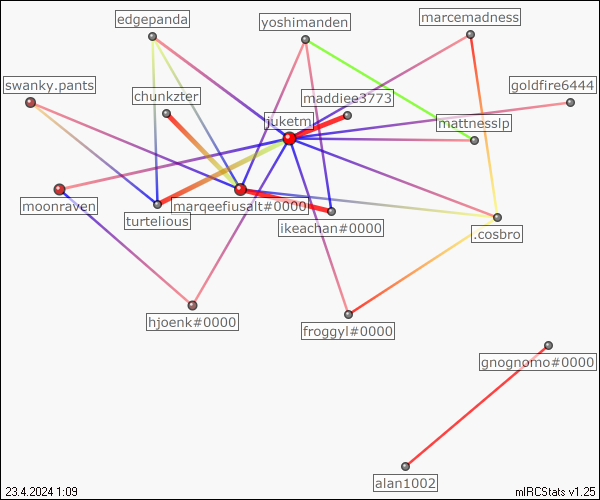 edgepanda
yoshimanden
marcemadness
swanky.pants
chunkzter
maddiee3773
goldfire6444
juketm
mattnesslp
moonraven
turtelious
marqeefiusalt#0000
ikeachan#0000
.cosbro
hjoenk#0000
froggyl#0000
gnognomo#0000
alan1002
23.4.2024 1:09
mIRCStats v1.25